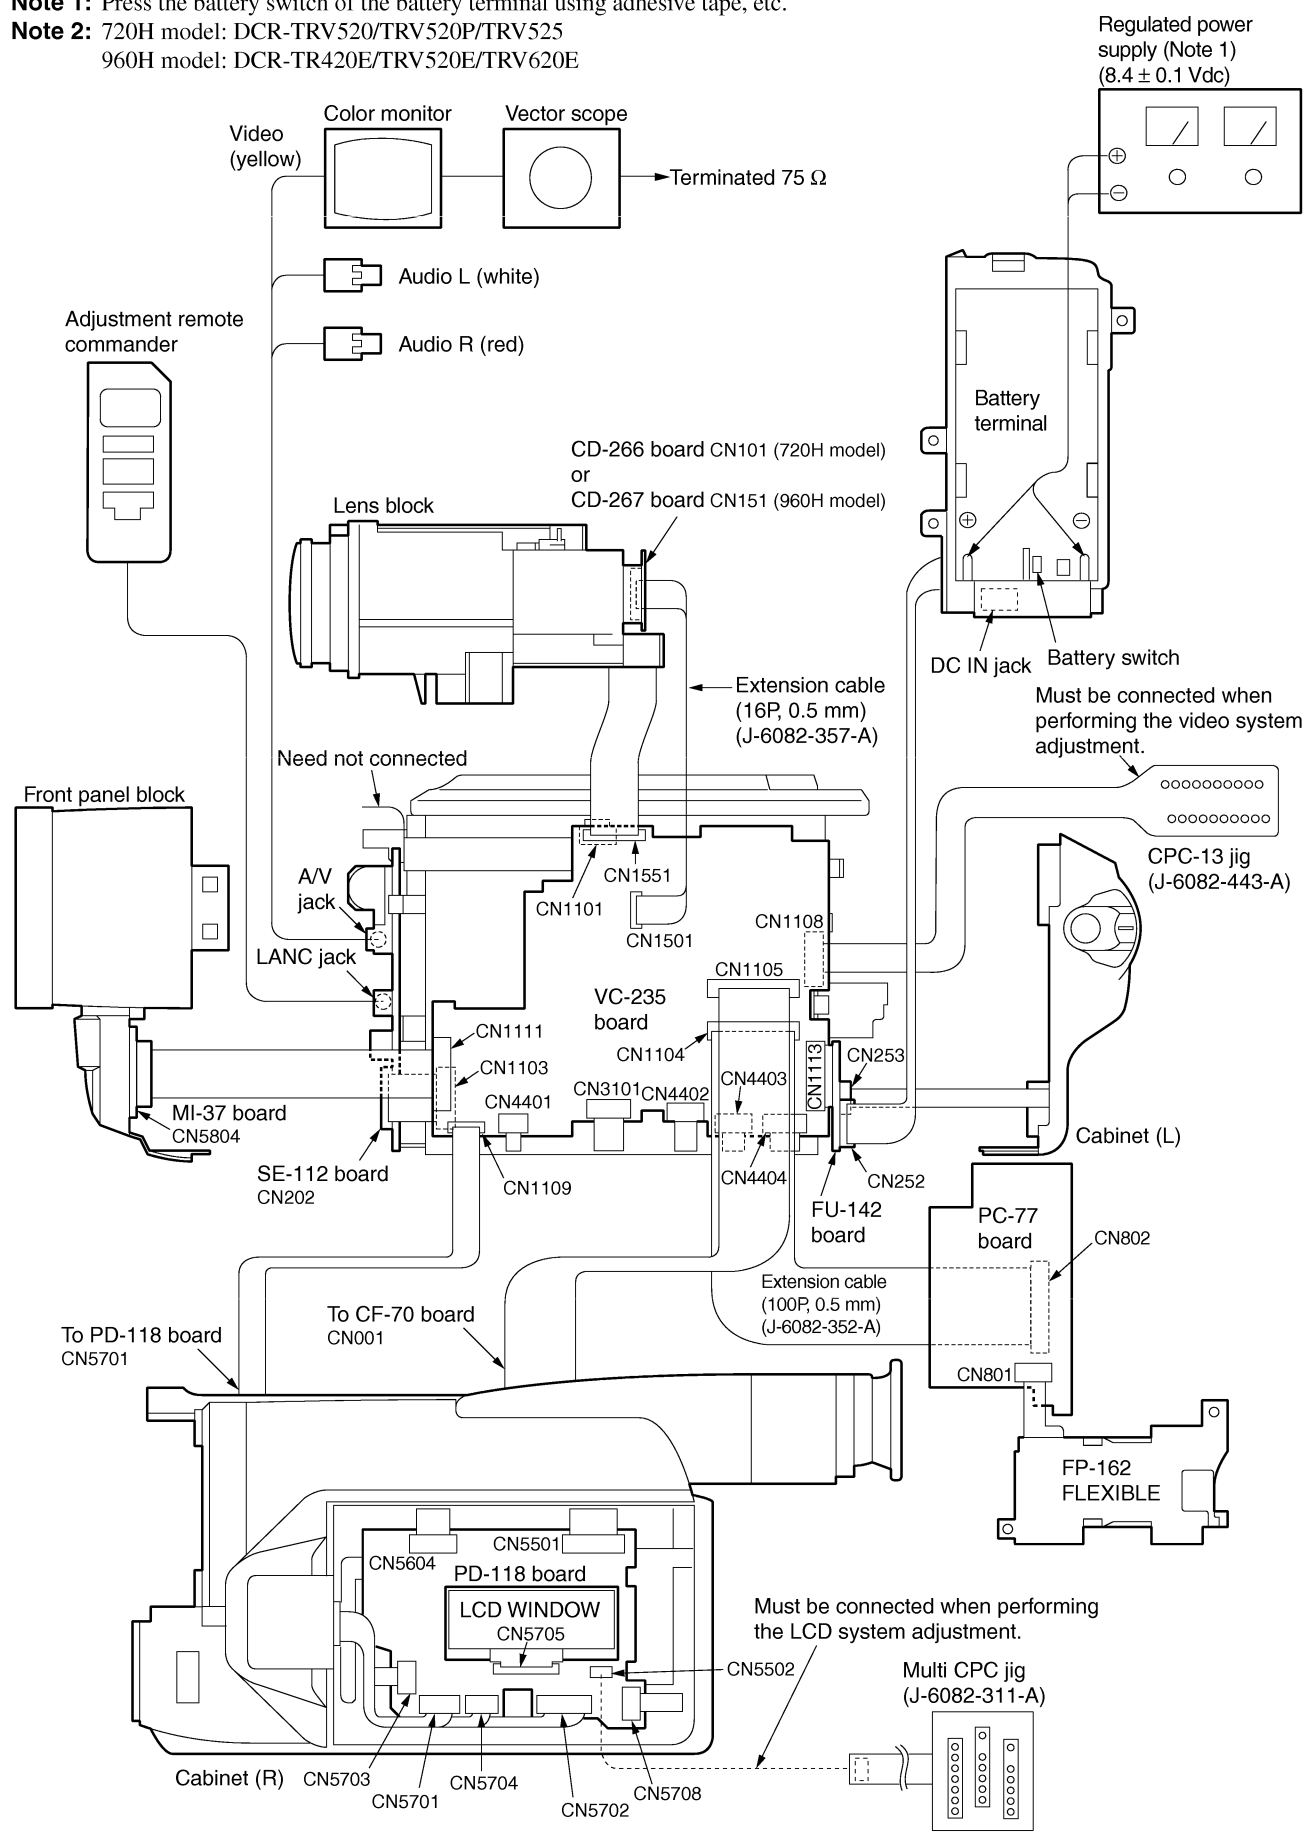 Note 1: Press the battery switch of the battery terminal using adhesive tape, etc.
Note 2: 720H model: DCR-TRV520/TRV520P/TRV525
960H model: DCR-TR420E/TRV520E/TRV620E
Regulated power
supply (Note 1)
(8.4 ± 0.1 Vdc)
Color monitor
Vector scope
Video
(yellow)
Terminated 75 Ω
Audio L (white)
Audio R (red)
Adjustment remote
commander
Battery
terminal
CD-266 board CN101 (720H model)
or
CD-267 board CN151 (960H model)
Lens block
DC IN jack
Battery switch
Extension cable
(16P, 0.5 mm)
(J-6082-357-A)
Must be connected when
performing the video system
adjustment.
Need not connected
Front panel block
CPC-13 jig
(J-6082-443-A)
A/V
jack
CN1551
CN1101
CN1501
CN1108
LANC jack
CN1105
VC-235
board
CN1111
CN1104
CN1113
CN253
CN1103
CN4403
CN3101
CN4402
CN4401
MI-37 board
CN5804
Cabinet (L)
SE-112 board
CN202
CN1109
CN4404
CN252
FU-142
board
PC-77
board
CN802
Extension cable
(100P, 0.5 mm)
(J-6082-352-A)
To CF-70 board
CN001
To PD-118 board
CN5701
CN801
FP-162
FLEXIBLE
CN5604
CN5501
PD-118 board
LCD WINDOW
CN5705
Must be connected when performing
the LCD system adjustment.
CN5502
Multi CPC jig
(J-6082-311-A)
Cabinet (R)
CN5703
CN5701
CN5704
CN5702
CN5708